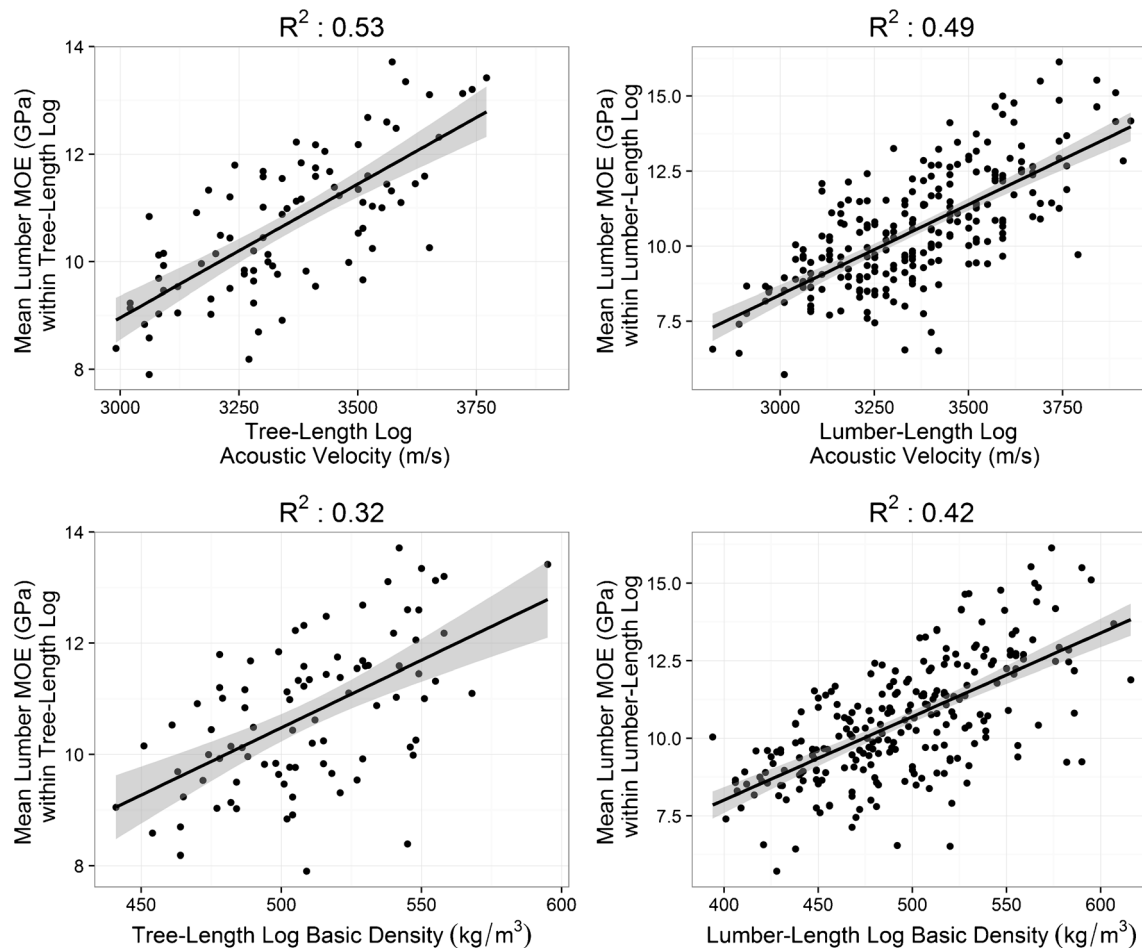 R² : 0.53
Mean Lumber MOE (GPa)
within Tree-Length Log
14
12
10
8
3000 3250 3500 3750
Tree-Length Log
Acoustic Velocity (m/s)
R² : 0.49
Mean Lumber MOE (GPa)
within Lumber-Length Log
15.0
12.5
10.0
7.5
3000 3250 3500 3750
Lumber-Length Log
Acoustic Velocity (m/s)
R² : 0.32
Mean Lumber MOE (GPa)
within Tree-Length Log
14
12
10
8
450 500 550 600
Tree-Length Log Basic Density (kg/m³)
R² : 0.42
Mean Lumber MOE (GPa)
within Lumber-Length Log
15.0
12.5
10.0
7.5
400 450 500 550 600
Lumber-Length Log Basic Density (kg/m³)